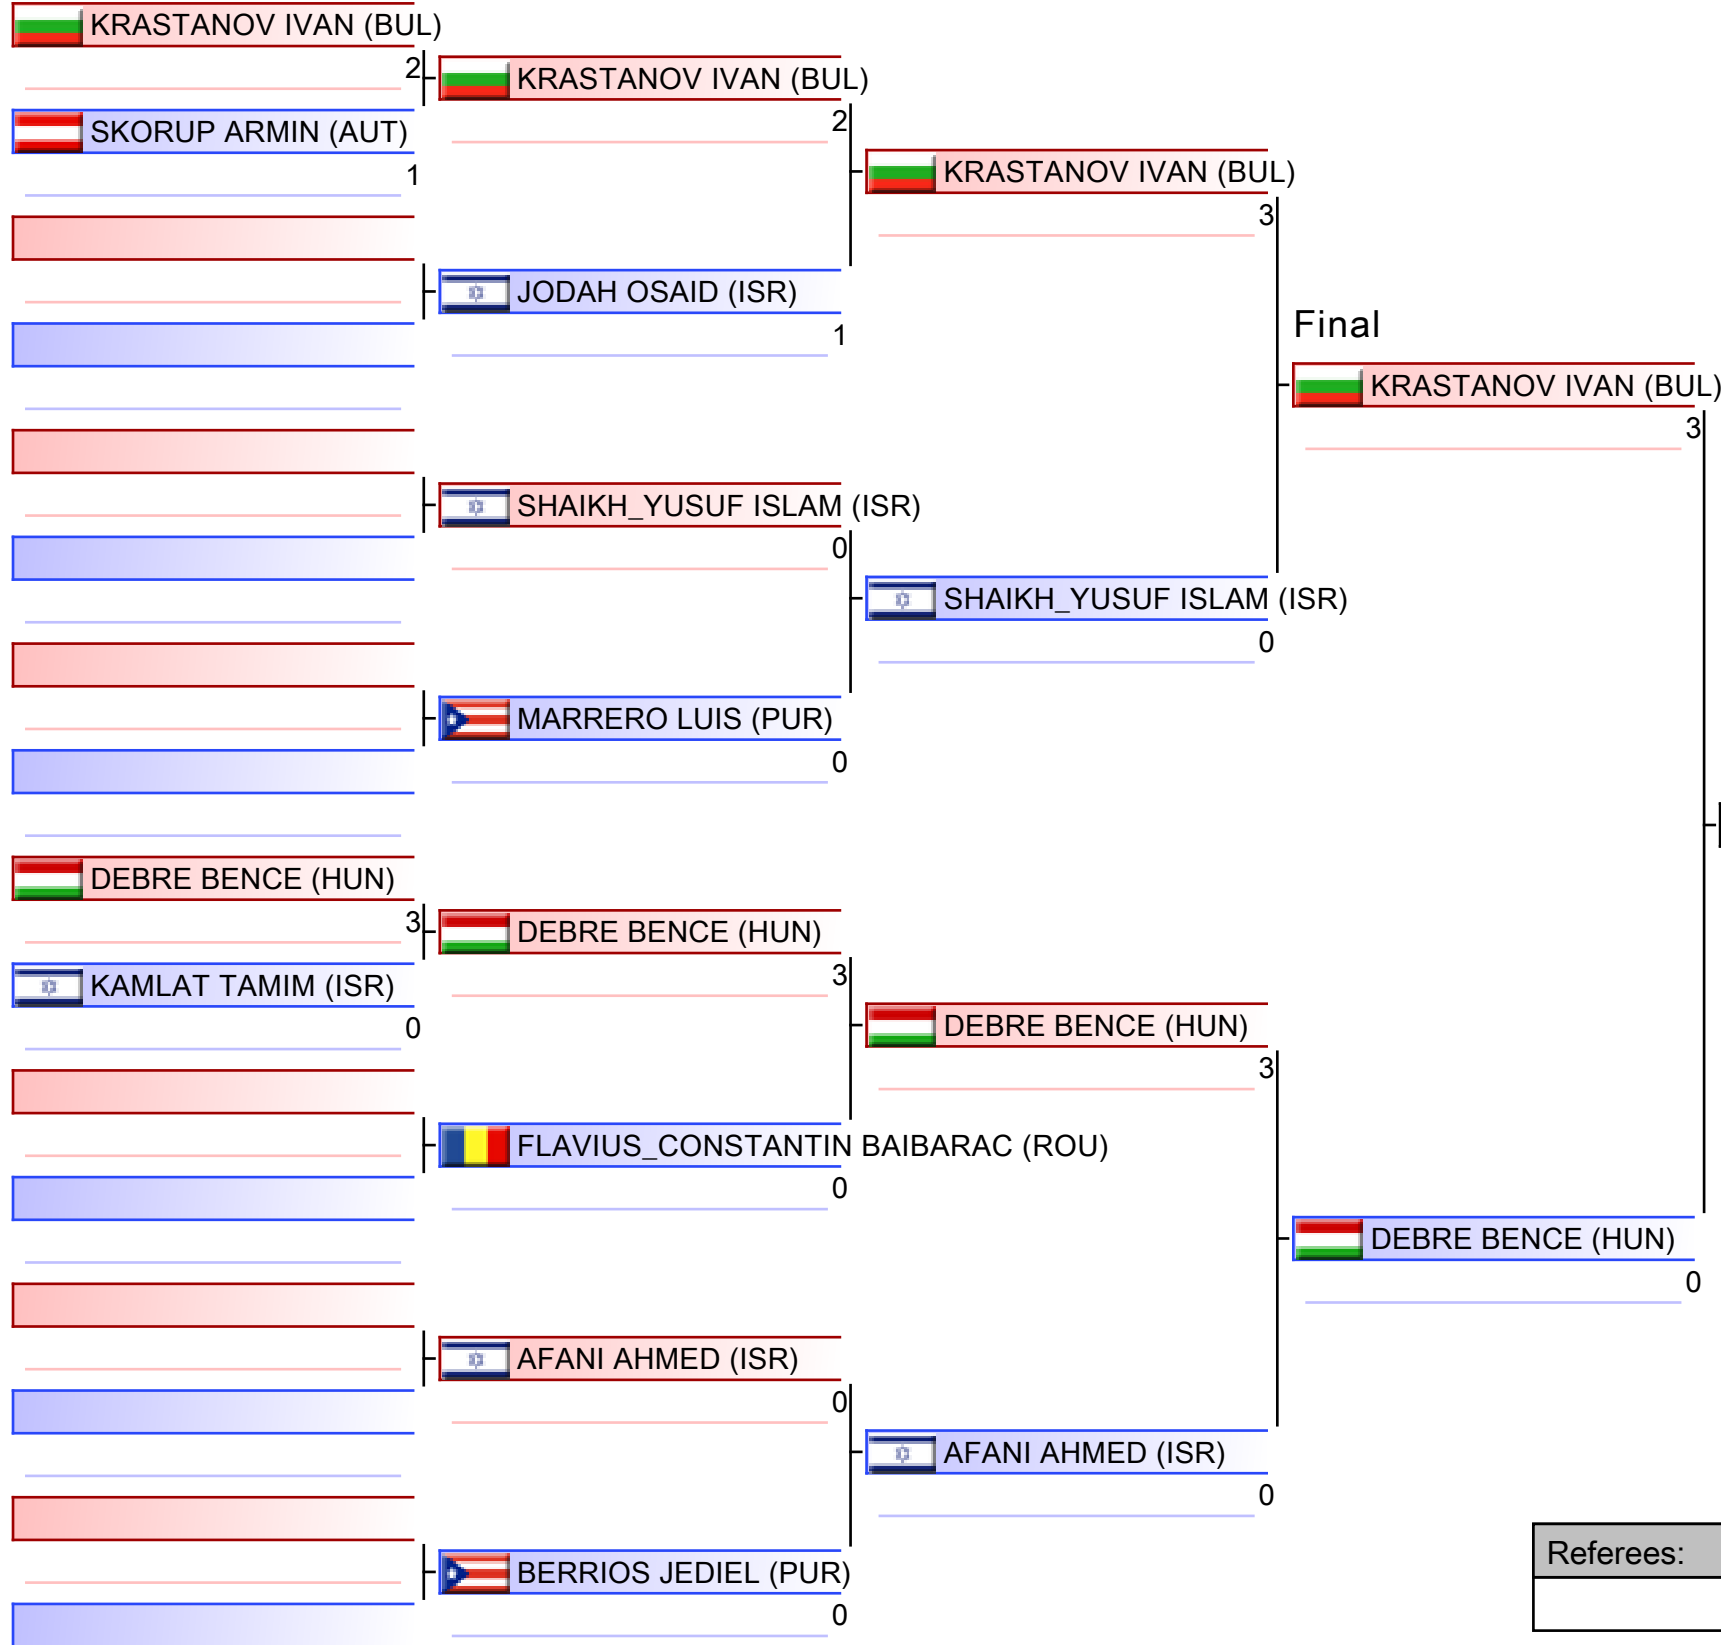 KRASTANOV IVAN (BUL)
2
SKORUP ARMIN (AUT)
1
DEBRE BENCE (HUN)
3
KAMLAT TAMIM (ISR)
0
KRASTANOV IVAN (BUL)
2
JODAH OSAID (ISR)
1
SHAIKH_YUSUF ISLAM (ISR)
0
MARRERO LUIS (PUR)
0
DEBRE BENCE (HUN)
3
FLAVIUS_CONSTANTIN BAIBARAC (ROU)
0
AFANI AHMED (ISR)
0
BERRIOS JEDIEL (PUR)
0
KRASTANOV IVAN (BUL)
3
SHAIKH_YUSUF ISLAM (ISR)
0
DEBRE BENCE (HUN)
3
AFANI AHMED (ISR)
0
Final
KRASTANOV IVAN (BUL)
3
DEBRE BENCE (HUN)
0
Referees: